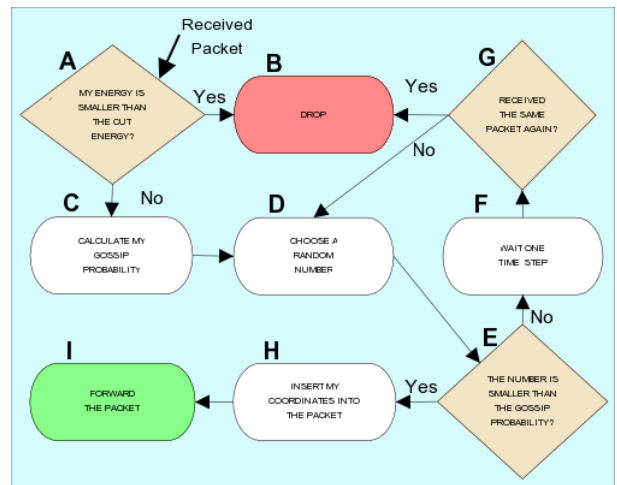 Received
Packet
A
MY ENERGY IS
SMALLER THAN
THE CUT
ENERGY?
Yes
B
DROP
Yes
G
RECEIVED
THE SAME
PACKET AGAIN?
No
No
C
CALCULATE MY
GOSSIP
PROBABILITY
D
CHOOSE A
RANDOM
NUMBER
F
WAIT ONE
TIME STEP
No
E
THE NUMBER IS
SMALLER THAN
THE GOSSIP
PROBABILITY?
Yes
H
INSERT MY
COORDINATES INTO
THE PACKET
I
FORWARD
THE PACKET